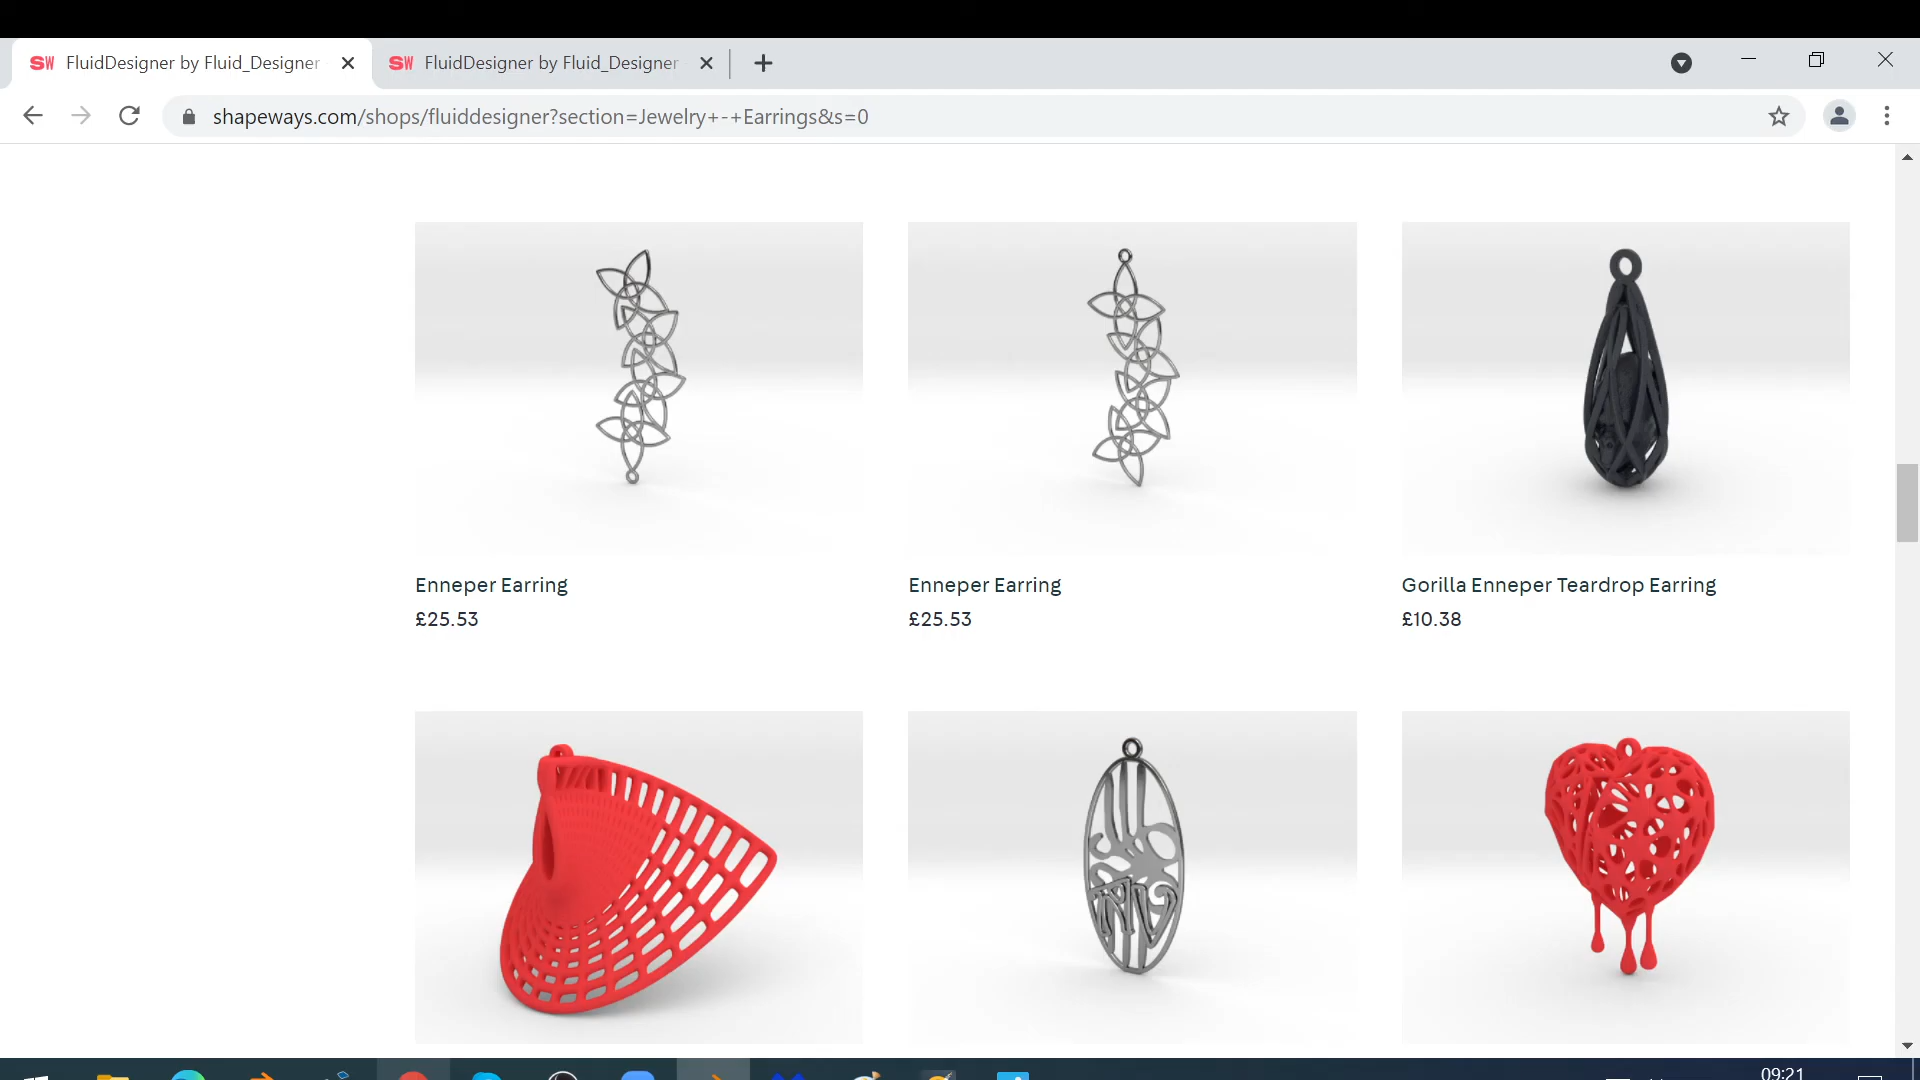 SW FluidDesigner by Fluid_Designer
SW FluidDesigner by Fluid_Designer
shapeways.com/shops/fluiddesigner?section=Jewelry+-+Earrings&s=0
Enneper Earring
£25.53
Enneper Earring
£25.53
Gorilla Enneper Teardrop Earring
£10.38
09:21